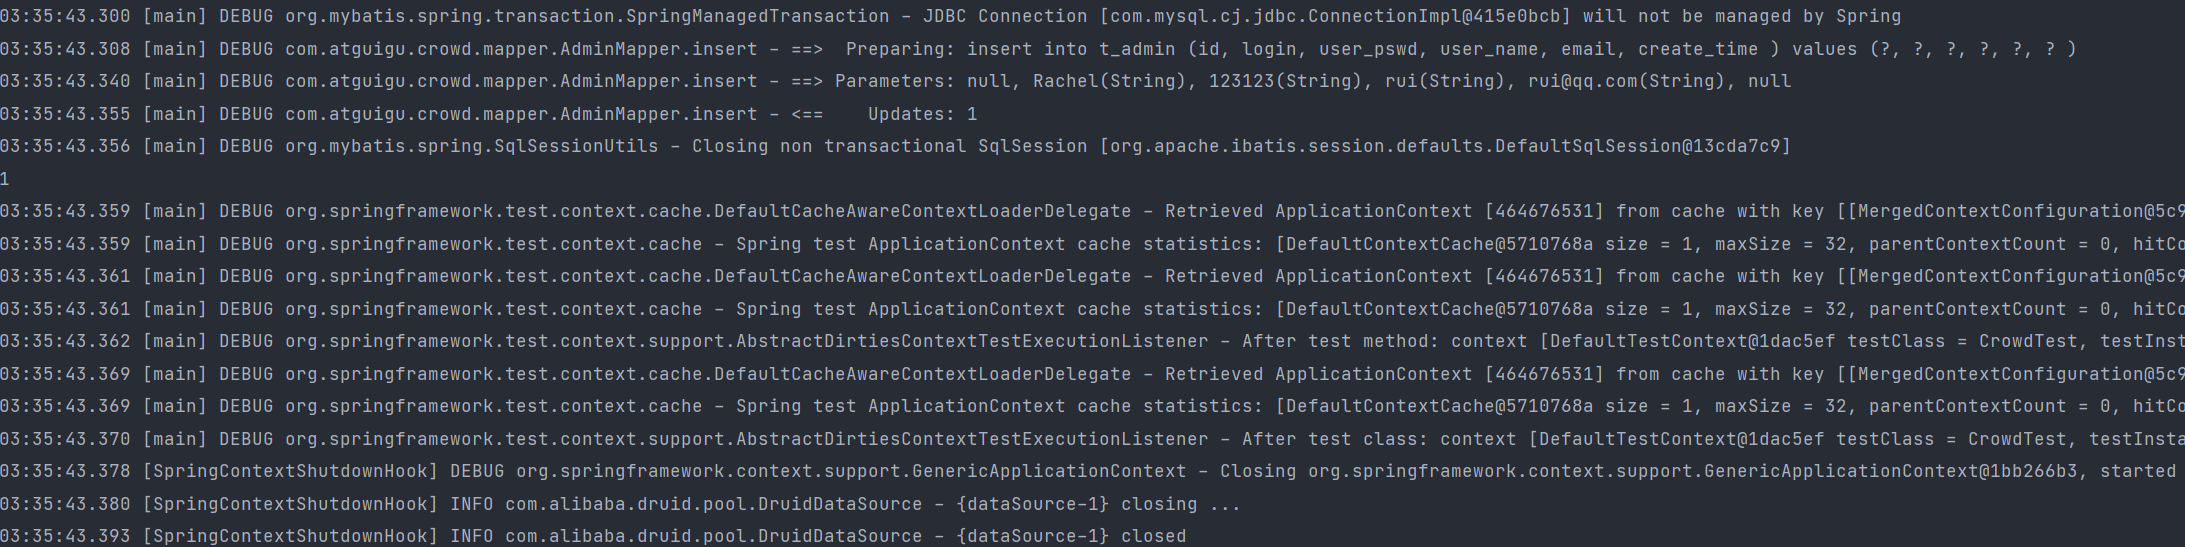 03:35:43.300 [main] DEBUG org.mybatis.spring.transaction.SpringManagedTransaction - JDBC Connection [com.mysql.cj.jdbc.ConnectionImpl@415e0bcb] will not be managed by Spring
03:35:43.308 [main] DEBUG com.atguigu.crowd.mapper.AdminMapper.insert - ==>  Preparing: insert into t_admin (id, login, user_pswd, user_name, email, create_time ) values (?, ?, ?, ?, ?, ? )
03:35:43.340 [main] DEBUG com.atguigu.crowd.mapper.AdminMapper.insert - ==> Parameters: null, Rachel(String), 123123(String), rui(String), rui@qq.com(String), null
03:35:43.355 [main] DEBUG com.atguigu.crowd.mapper.AdminMapper.insert - <==    Updates: 1
03:35:43.356 [main] DEBUG org.mybatis.spring.SqlSessionUtils - Closing non transactional SqlSession [org.apache.ibatis.session.defaults.DefaultSqlSession@13cda7c9]
1
03:35:43.359 [main] DEBUG org.springframework.test.context.cache.DefaultCacheAwareContextLoaderDelegate - Retrieved ApplicationContext [464676531] from cache with key [[MergedContextConfiguration@5c9
03:35:43.359 [main] DEBUG org.springframework.test.context.cache - Spring test ApplicationContext cache statistics: [DefaultContextCache@5710768a size = 1, maxSize = 32, parentContextCount = 0, hitCo
03:35:43.361 [main] DEBUG org.springframework.test.context.cache.DefaultCacheAwareContextLoaderDelegate - Retrieved ApplicationContext [464676531] from cache with key [[MergedContextConfiguration@5c9
03:35:43.361 [main] DEBUG org.springframework.test.context.cache - Spring test ApplicationContext cache statistics: [DefaultContextCache@5710768a size = 1, maxSize = 32, parentContextCount = 0, hitCo
03:35:43.362 [main] DEBUG org.springframework.test.context.support.AbstractDirtiesContextTestExecutionListener - After test method: context [DefaultTestContext@1dac5ef testClass = CrowdTest, testInst
03:35:43.369 [main] DEBUG org.springframework.test.context.cache.DefaultCacheAwareContextLoaderDelegate - Retrieved ApplicationContext [464676531] from cache with key [[MergedContextConfiguration@5c9
03:35:43.369 [main] DEBUG org.springframework.test.context.cache - Spring test ApplicationContext cache statistics: [DefaultContextCache@5710768a size = 1, maxSize = 32, parentContextCount = 0, hitCo
03:35:43.370 [main] DEBUG org.springframework.test.context.support.AbstractDirtiesContextTestExecutionListener - After test class: context [DefaultTestContext@1dac5ef testClass = CrowdTest, testInsta
03:35:43.378 [SpringContextShutdownHook] DEBUG org.springframework.context.support.GenericApplicationContext - Closing org.springframework.context.support.GenericApplicationContext@1bb266b3, started
03:35:43.380 [SpringContextShutdownHook] INFO com.alibaba.druid.pool.DruidDataSource - {dataSource-1} closing ...
03:35:43.393 [SpringContextShutdownHook] INFO com.alibaba.druid.pool.DruidDataSource - {dataSource-1} closed